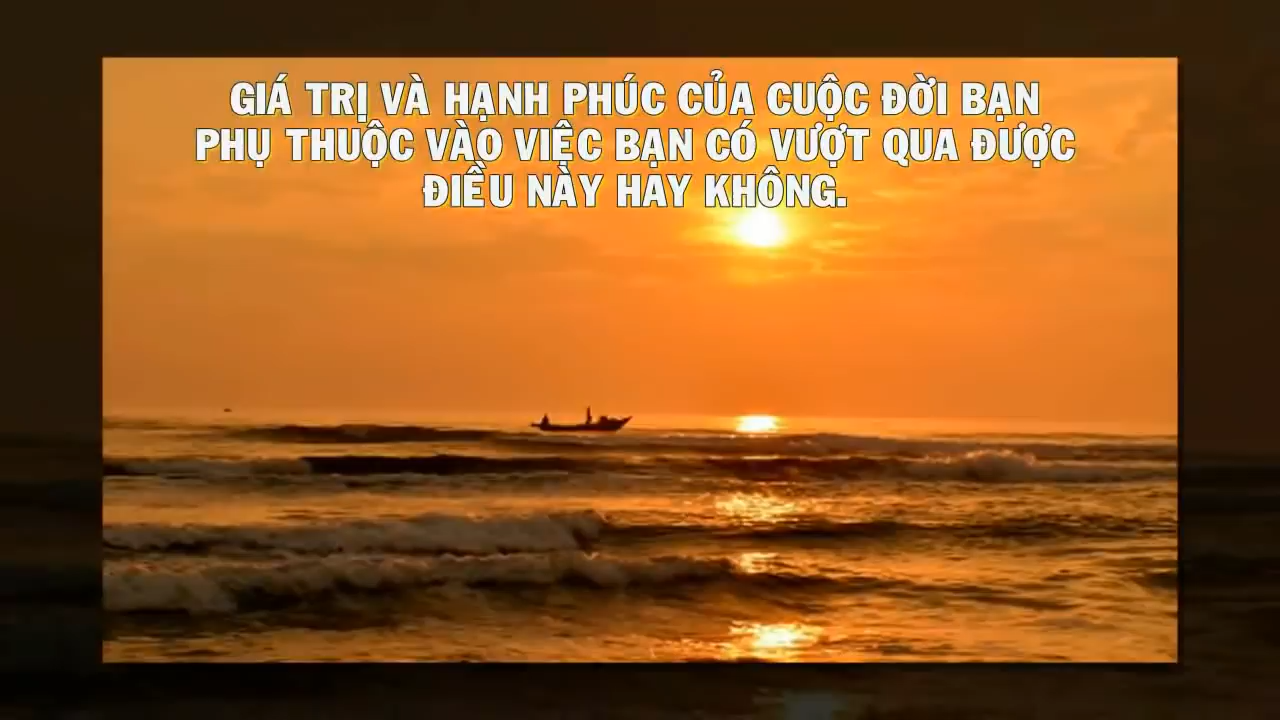 GIÁ TRỊ VÀ HẠNH PHÚC CỦA CUỘC ĐỜI BẠN
PHỤ THUỘC VÀO VIỆC BẠN CÓ VƯỢT QUA ĐƯỢC
ĐIỀU NÀY HAY KHÔNG.